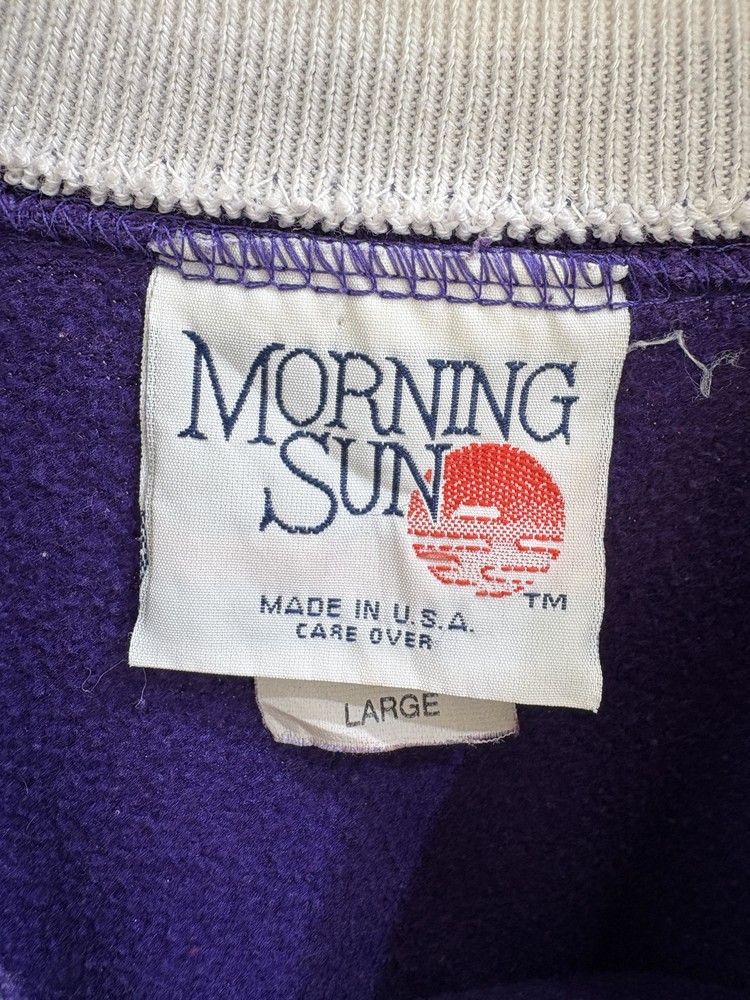 MORNING
SUN
TM
MADE IN U.S.A.
CARE OVER
LARGE